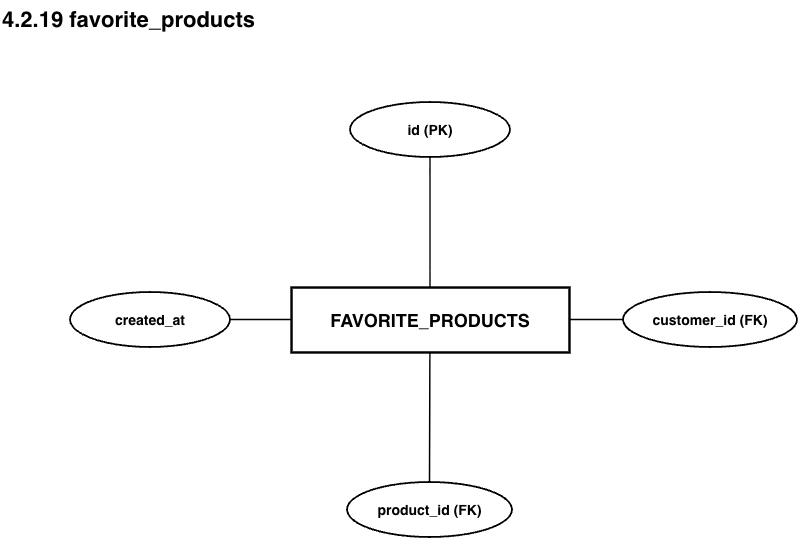 4.2.19 favorite_products
id (PK)
created_at
FAVORITE_PRODUCTS
customer_id (FK)
product_id (FK)